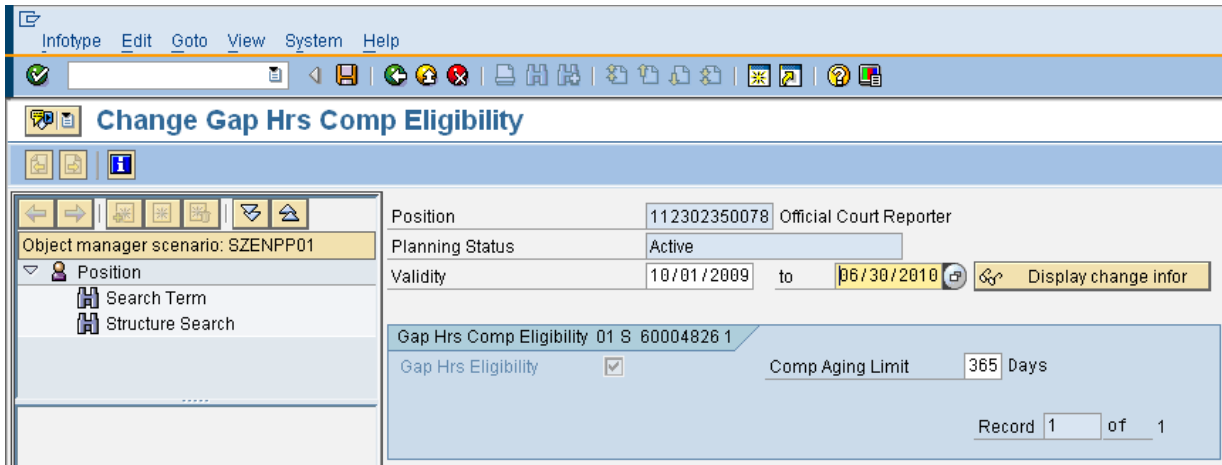 Infotype Edit Goto View System Help
Change Gap Hrs Comp Eligibility
Object manager scenario: SZENPP01
Position
Search Term
Structure Search
Position 112302350078 Official Court Reporter
Planning Status Active
Validity 10/01/2009 to 06/30/2010 Display change infor
Gap Hrs Comp Eligibility 01 S 60004826 1
Gap Hrs Eligibility Comp Aging Limit 365 Days
Record 1 of 1